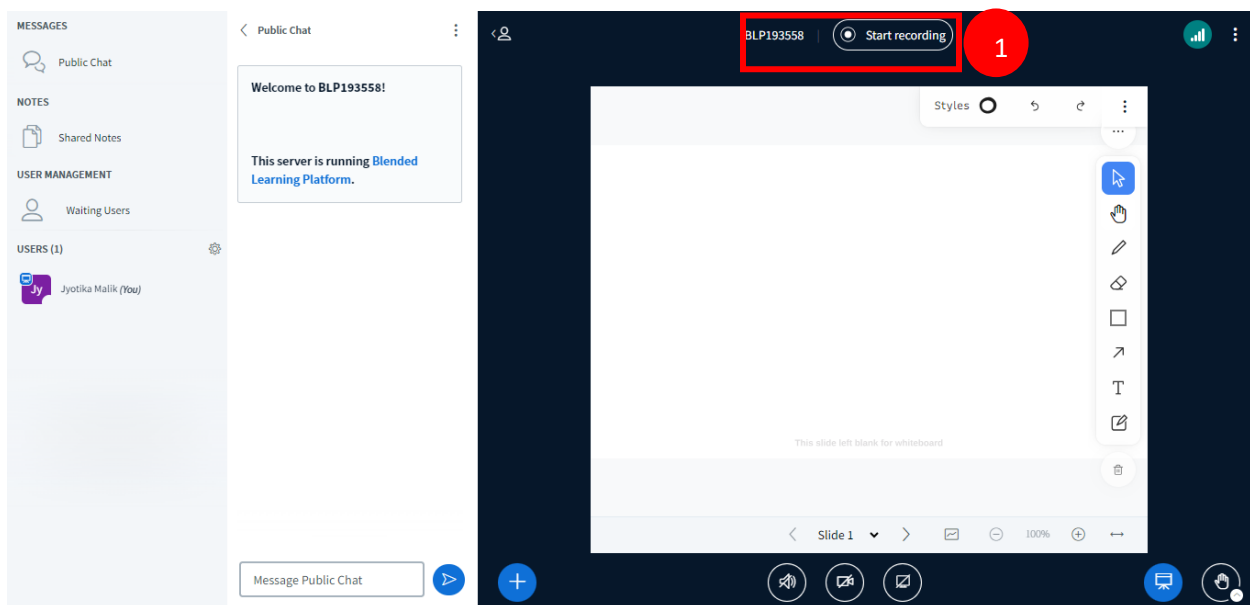 MESSAGES
Public Chat
NOTES
Shared Notes
USER MANAGEMENT
Waiting Users
USERS (1)
Jy
Jyotika Malik (You)
Public Chat
Welcome to BLP193558!
This server is running Blended
Learning Platform.
Message Public Chat
BLP193558
Start recording
1
Styles
T
This slide left blank for whiteboard
Slide 1
100%